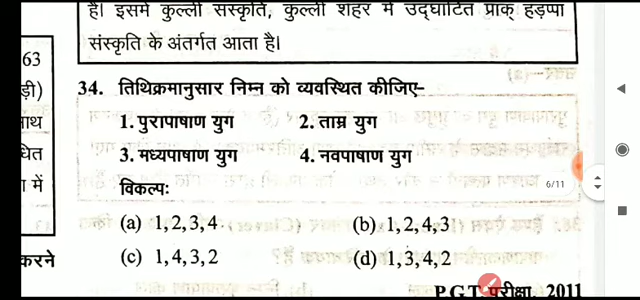 है। इसमें कुल्ली संस्कृति, कुल्ली शहर में उद्घाटित प्राक् हड़प्पा
संस्कृति के अंतर्गत आता है।
63
ड़ी)
धित
में
करने
34. तिथिक्रमानुसार निम्न को व्यवस्थित कीजिए-
1. पुरापाषाण युग 2. ताम्र युग
3. मध्यपाषाण युग 4. नवपाषाण युग
विकल्पः
6/11
(a) 1,2,3,4 (b) 1,2,4,3
(c) 1,4,3,2 (d) 1,3,4,2
PGT परीक्षा, 2011